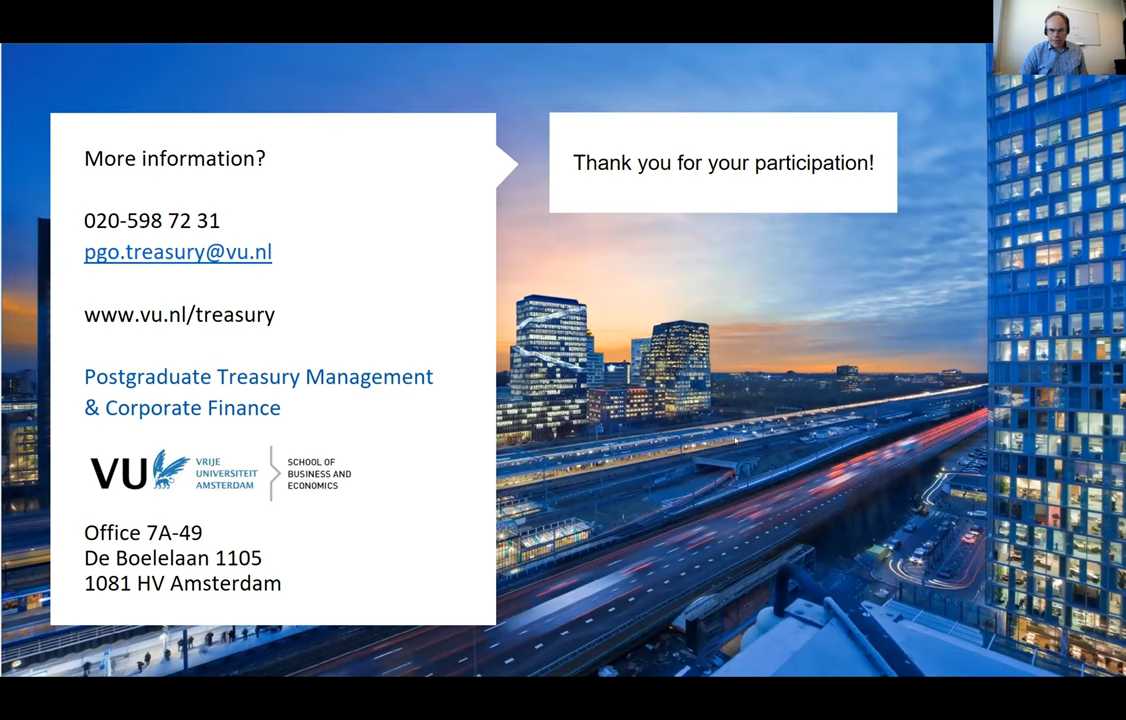 More information?
020-598 72 31
pgo.treasury@vu.nl
www.vu.nl/treasury
Postgraduate Treasury Management
& Corporate Finance
VU
VRIJE
UNIVERSITEIT
AMSTERDAM
SCHOOL OF
BUSINESS AND
ECONOMICS
Office 7A-49
De Boelelaan 1105
1081 HV Amsterdam
Thank you for your participation!